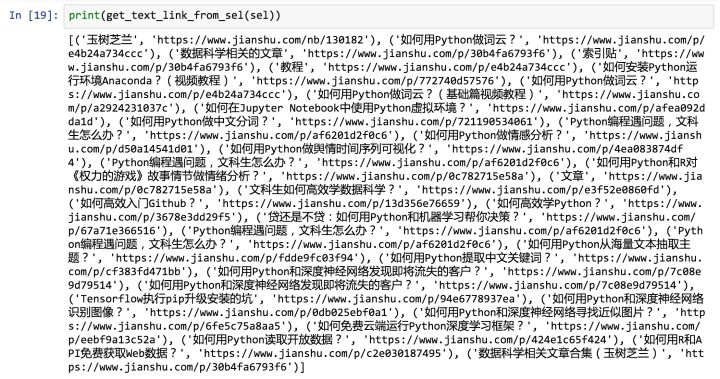 In [19]: print(get_text_link_from_sel(sel))
[('玉树芝兰', 'https://www.jianshu.com/nb/130182'), ('如何用Python做词云？', 'https://www.jianshu.com/p/
e4b24a734ccc'), ('数据科学相关的文章', 'https://www.jianshu.com/p/30b4fa6793f6'), ('索引贴', 'https://ww
w.jianshu.com/p/30b4fa6793f6'), ('教程', 'https://www.jianshu.com/p/e4b24a734ccc'), ('如何安装Python运
行环境Anaconda？（视频教程）', 'https://www.jianshu.com/p/772740d57576'), ('如何用Python做词云？', 'http
s://www.jianshu.com/p/e4b24a734ccc'), ('如何用Python做词云？（基础篇视频教程）', 'https://www.jianshu.co
m/p/a2924231037c'), ('如何在Jupyter Notebook中使用Python虚拟环境？', 'https://www.jianshu.com/p/afea092d
da1d'), ('如何用Python做中文分词？', 'https://www.jianshu.com/p/721190534061'), ('Python编程遇问题，文科
生怎么办？', 'https://www.jianshu.com/p/af6201d2f0c6'), ('如何用Python做情感分析？', 'https://www.jiansh
u.com/p/d50a14541d01'), ('如何用Python做舆情时间序列可视化？', 'https://www.jianshu.com/p/4ea083874df
4'), ('Python编程遇问题，文科生怎么办？', 'https://www.jianshu.com/p/af6201d2f0c6'), ('如何用Python和R对
《权力的游戏》故事情节做情绪分析？', 'https://www.jianshu.com/p/0c782715e58a'), ('文章', 'https://www.jia
nshu.com/p/0c782715e58a'), ('文科生如何高效学数据科学？', 'https://www.jianshu.com/p/e3f52e0860fd'),
('如何高效入门Github？', 'https://www.jianshu.com/p/13d356e76659'), ('如何高效学Python？', 'https://www.
jianshu.com/p/3678e3dd29f5'), ('贷还是不贷：如何用Python和机器学习帮你决策？', 'https://www.jianshu.com/
p/67a71e366516'), ('Python编程遇问题，文科生怎么办？', 'https://www.jianshu.com/p/af6201d2f0c6'), ('Pyth
on编程遇问题，文科生怎么办？', 'https://www.jianshu.com/p/af6201d2f0c6'), ('如何用Python从海量文本抽取主
题？', 'https://www.jianshu.com/p/fdde9fc03f94'), ('如何用Python提取中文关键词？', 'https://www.jianshu.
com/p/cf383fd471bb'), ('如何用Python和深度神经网络发现即将流失的客户？', 'https://www.jianshu.com/p/7c08e
9d79514'), ('如何用Python和深度神经网络发现即将流失的客户？', 'https://www.jianshu.com/p/7c08e9d79514'),
('Tensorflow执行pip升级安装的坑', 'https://www.jianshu.com/p/94e6778937ea'), ('如何用Python和深度神经网络
识别图像？', 'https://www.jianshu.com/p/0db025ebf0a1'), ('如何用Python和深度神经网络寻找近似图片？', 'http
s://www.jianshu.com/p/6fe5c75a8aa5'), ('如何免费云端运行Python深度学习框架？', 'https://www.jianshu.com/
p/eebf9a13c52a'), ('如何用Python读取开放数据？', 'https://www.jianshu.com/p/424e1c65f424'), ('如何用R和A
PI免费获取Web数据？', 'https://www.jianshu.com/p/c2e030187495'), ('数据科学相关文章合集（玉树芝兰）', 'ht
tps://www.jianshu.com/p/30b4fa6793f6')]